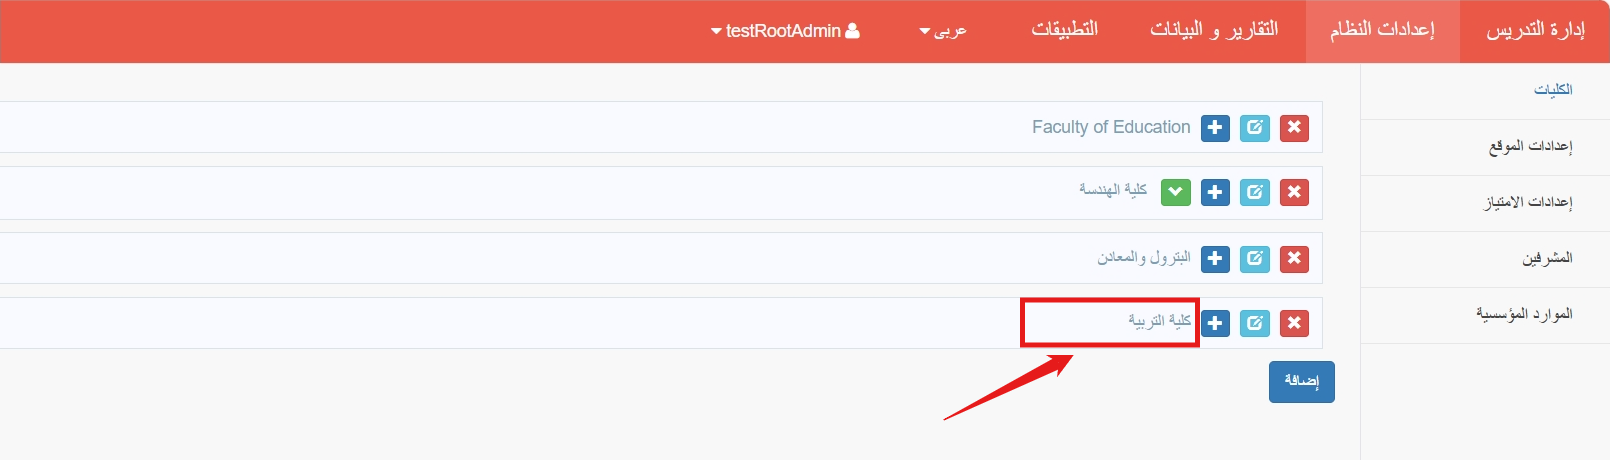 إدارة التدريس إعدادات النظام التقارير و البيانات التطبيقات عربى testRootAdmin
الكليات
إعدادات الموقع
إعدادات الامتياز
المشرفين
الموارد المؤسسية
Faculty of Education
كلية الهندسة
البترول والمعادن
كلية التربية
إضافة